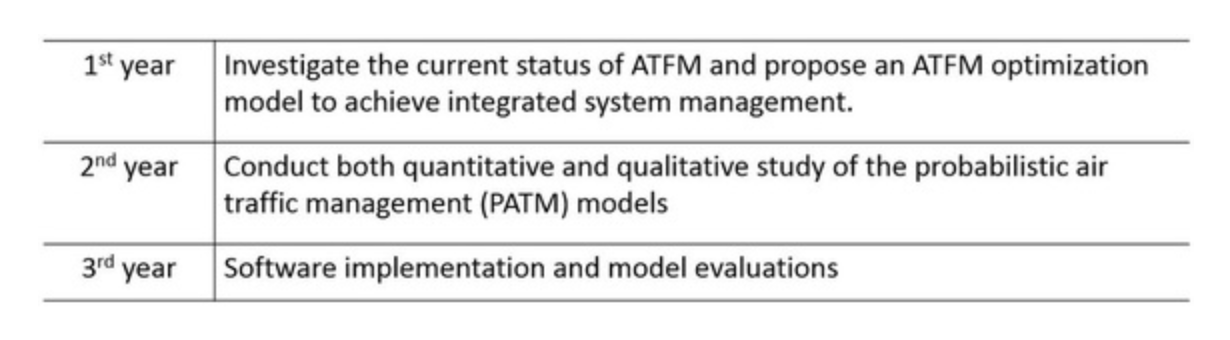 1st year
Investigate the current status of ATFM and propose an ATFM optimization
model to achieve integrated system management.
2nd year
Conduct both quantitative and qualitative study of the probabilistic air
traffic management (PATM) models
3rd year
Software implementation and model evaluations